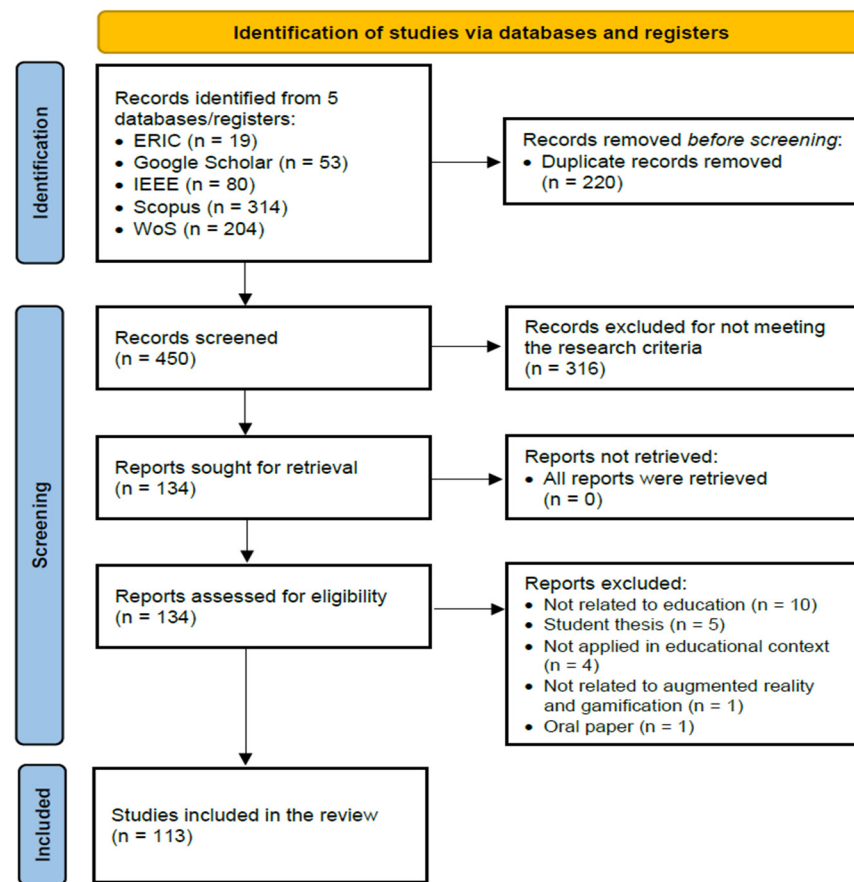 Identification of studies via databases and registers
Identification
Records identified from 5
databases/registers:
• ERIC (n = 19)
• Google Scholar (n = 53)
• IEEE (n = 80)
• Scopus (n = 314)
• WoS (n = 204)
Records removed before screening:
• Duplicate records removed
(n = 220)
Screening
Records screened
(n = 450)
Records excluded for not meeting
the research criteria
(n = 316)
Reports sought for retrieval
(n = 134)
Reports not retrieved:
• All reports were retrieved
(n = 0)
Reports assessed for eligibility
(n = 134)
Reports excluded:
• Not related to education (n = 10)
• Student thesis (n = 5)
• Not applied in educational context
(n = 4)
• Not related to augmented reality
and gamification (n = 1)
• Oral paper (n = 1)
Included
Studies included in the review
(n = 113)